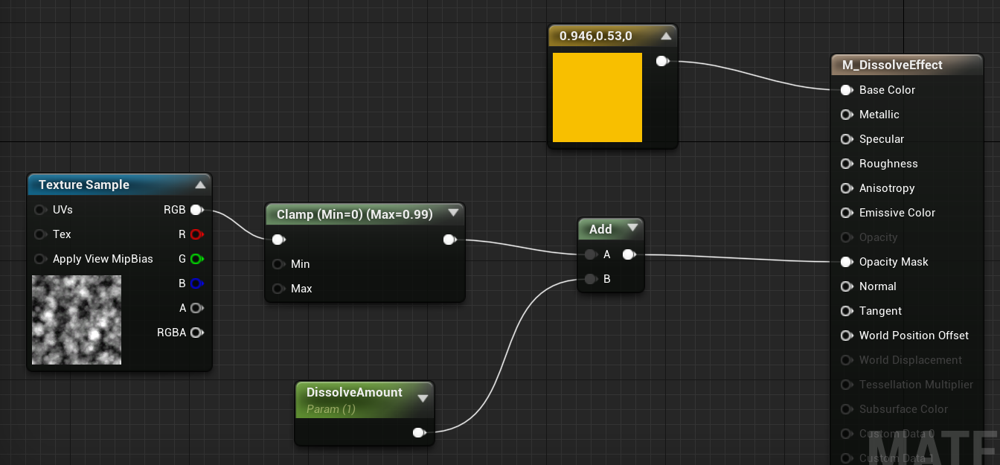 0.946,0.53,0
M_DissolveEffect
Base Color
Metallic
Specular
Roughness
Anisotropy
Emissive Color
Opacity
Opacity Mask
Normal
Tangent
World Position Offset
World Displacement
Tessellation Multiplier
Subsurface Color
Custom Data 0
Custom Data 1
Texture Sample
UVs RGB
Tex R
Apply View MipBias G
B
A
RGBA
Clamp (Min=0) (Max=0.99)
Min
Max
Add
A
B
DissolveAmount
Param (1)
MATE